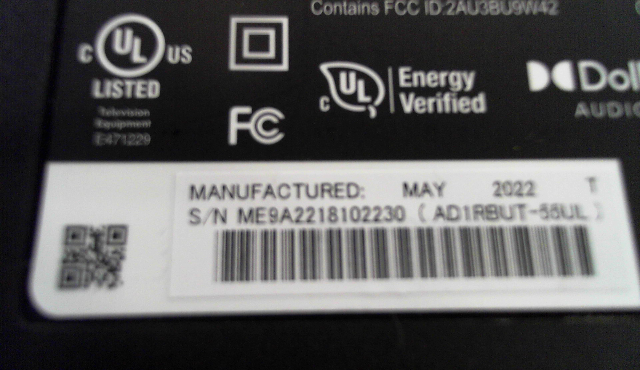 Contains FCC ID:2AU3BU9W42
C UL US
LISTED
Television
Equipment
E471229
FC
C UL Energy
Verified
AUDIO
MANUFACTURED: MAY 2022 T
S/N ME9A2218102230 ( AD1RBUT-55UL )